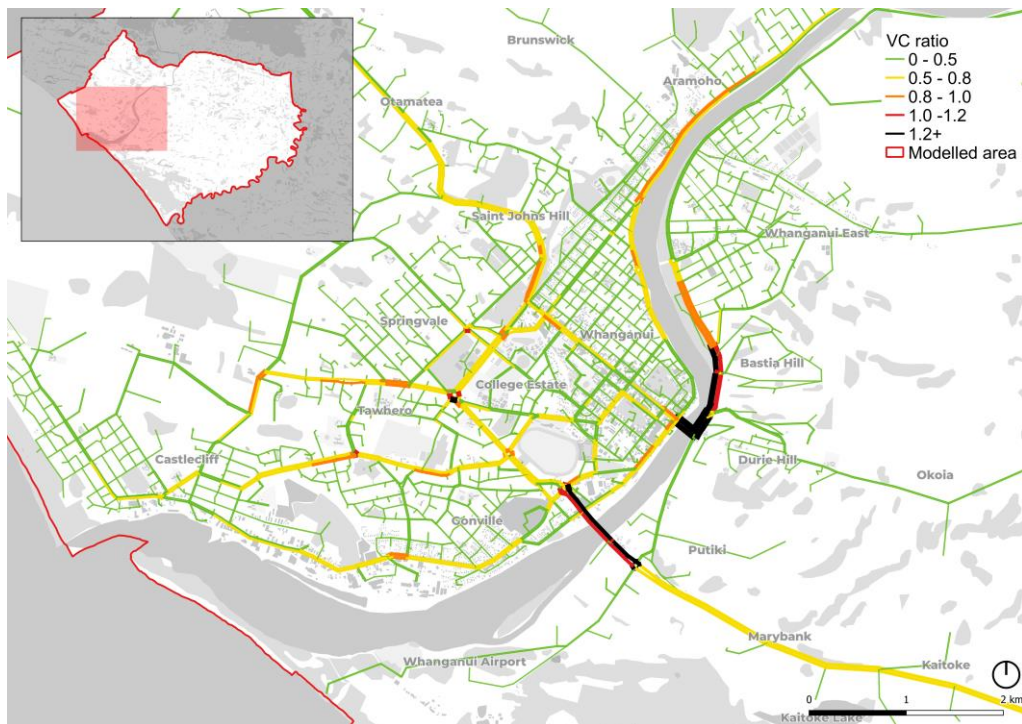 Brunswick
VC ratio
0 - 0.5
0.5 - 0.8
0.8 - 1.0
1.0 -1.2
1.2+
Modelled area
Aramoho
Otamatea
Saint Johns Hill
Whanganui East
Springvale
Whanganui
Bastia Hill
College Estate
Tawhero
Castlecliff
Durie Hill
Okoia
Gonville
Putiki
Marybank
Whanganui Airport
Kaitoke
0 1 2 km
Kaitoke Lake